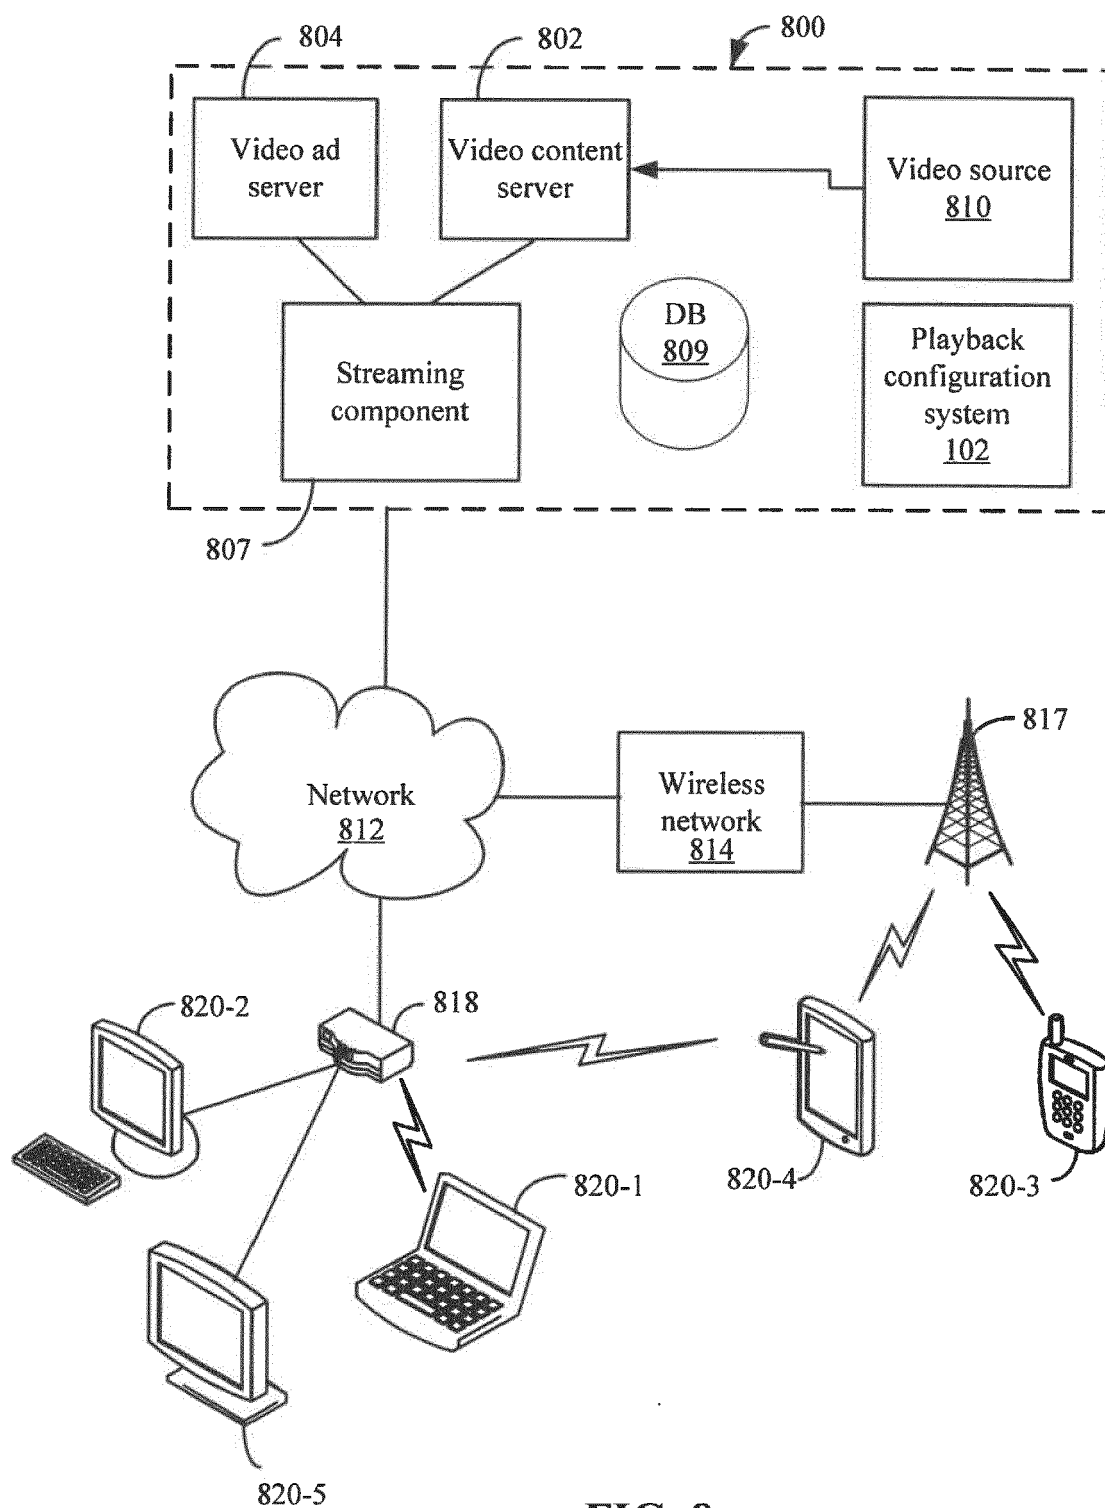 804
802
800
Video ad
server
Video content
server
Video source
810
DB
809
Playback
configuration
system
102
Streaming
component
807
817
Network
812
Wireless
network
814
820-2
818
820-1
820-4
820-3
820-5